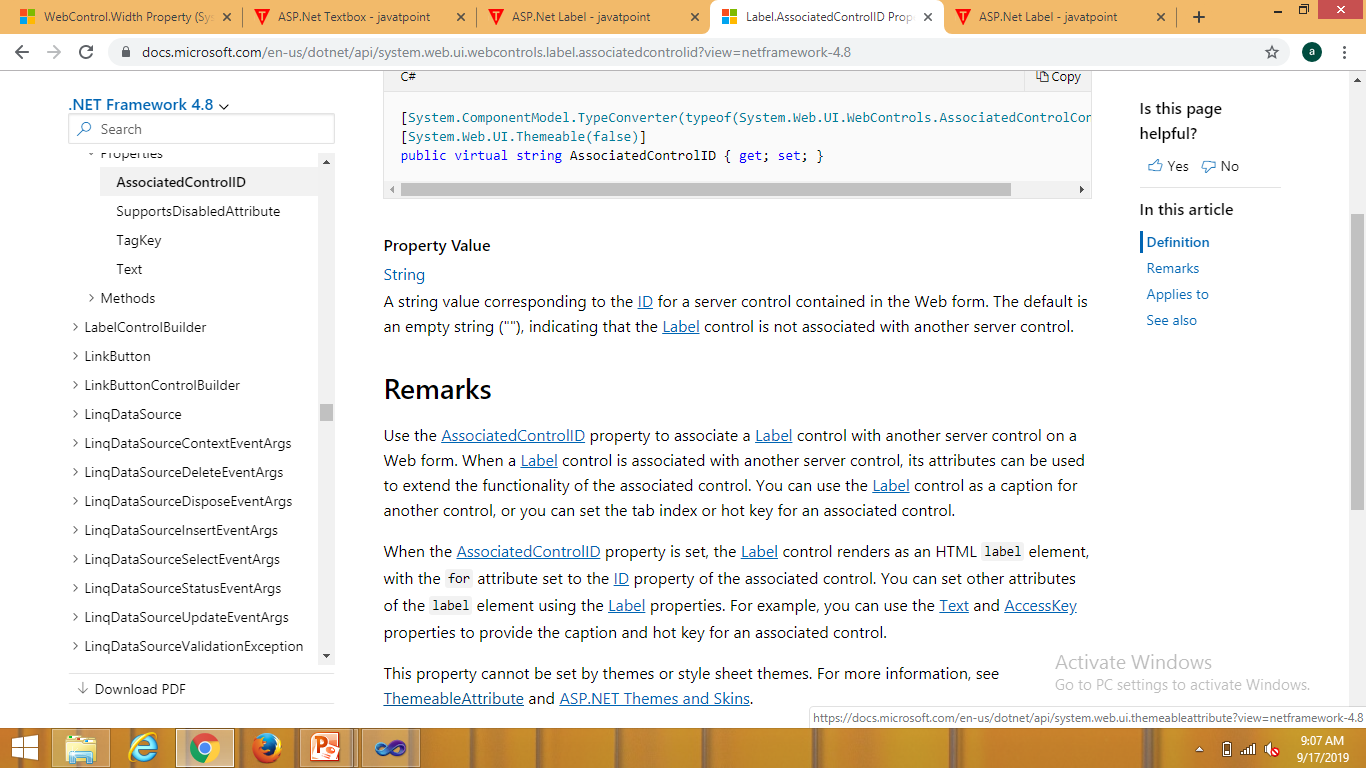 WebControl.Width Property (Sy
ASP.Net Textbox - javatpoint
ASP.Net Label - javatpoint
Label.AssociatedControlID Prope
ASP.Net Label - javatpoint
docs.microsoft.com/en-us/dotnet/api/system.web.ui.webcontrols.label.associatedcontrolid?view=netframework-4.8
a
.NET Framework 4.8
Search
Properties
AssociatedControlID
SupportsDisabledAttribute
TagKey
Text
Methods
LabelControlBuilder
LinkButton
LinkButtonControlBuilder
LinqDataSource
LinqDataSourceContextEventArgs
LinqDataSourceDeleteEventArgs
LinqDataSourceDisposeEventArgs
LinqDataSourceInsertEventArgs
LinqDataSourceSelectEventArgs
LinqDataSourceStatusEventArgs
LinqDataSourceUpdateEventArgs
LinqDataSourceValidationException
Download PDF
C#
Copy
[System.ComponentModel.TypeConverter(typeof(System.Web.UI.WebControls.AssociatedControlCon
[System.Web.UI.Themeable(false)]
public virtual string AssociatedControlID { get; set; }
Property Value
String
A string value corresponding to the ID for a server control contained in the Web form. The default is
an empty string (""), indicating that the Label control is not associated with another server control.
Remarks
Use the AssociatedControlID property to associate a Label control with another server control on a
Web form. When a Label control is associated with another server control, its attributes can be used
to extend the functionality of the associated control. You can use the Label control as a caption for
another control, or you can set the tab index or hot key for an associated control.
When the AssociatedControlID property is set, the Label control renders as an HTML label element,
with the for attribute set to the ID property of the associated control. You can set other attributes
of the label element using the Label properties. For example, you can use the Text and AccessKey
properties to provide the caption and hot key for an associated control.
This property cannot be set by themes or style sheet themes. For more information, see
ThemeableAttribute and ASP.NET Themes and Skins.
Is this page
helpful?
Yes No
In this article
Definition
Remarks
Applies to
See also
Activate Windows
Go to PC settings to activate Windows.
https://docs.microsoft.com/en-us/dotnet/api/system.web.ui.themeableattribute?view=netframework-4.8
9:07 AM
9/17/2019